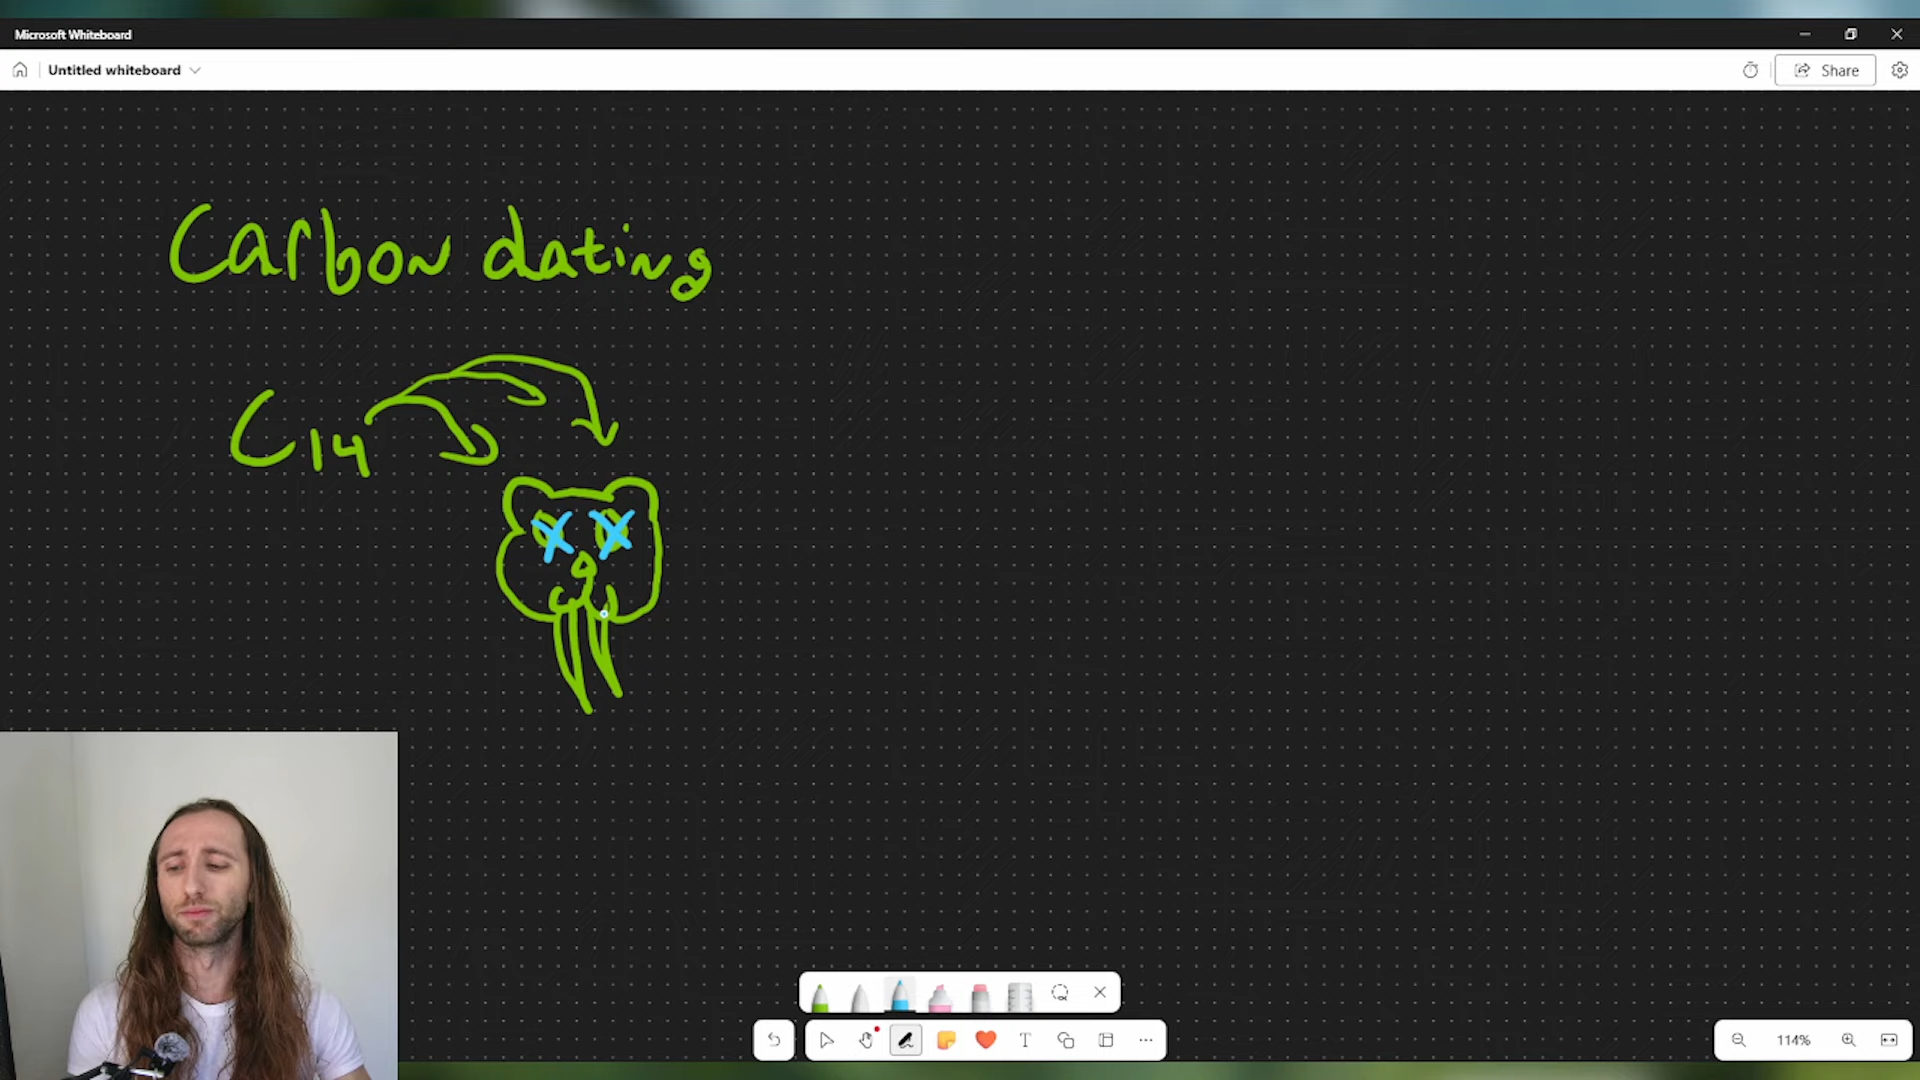 Microsoft Whiteboard
Untitled whiteboard
Share
Carbon dating
C14
114%